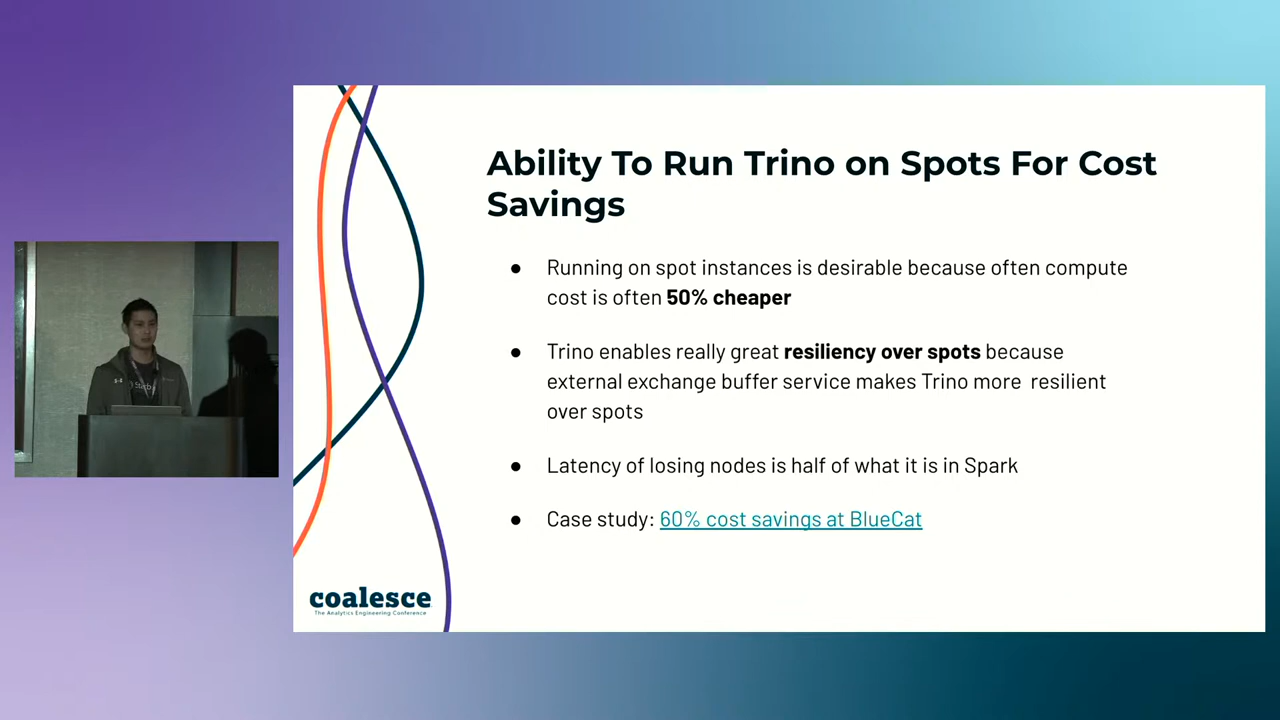 Ability To Run Trino on Spots For Cost
Savings
● Running on spot instances is desirable because often compute
cost is often 50% cheaper
● Trino enables really great resiliency over spots because
external exchange buffer service makes Trino more resilient
over spots
● Latency of losing nodes is half of what it is in Spark
● Case study: 60% cost savings at BlueCat
coalesce
The Analytics Engineering Conference